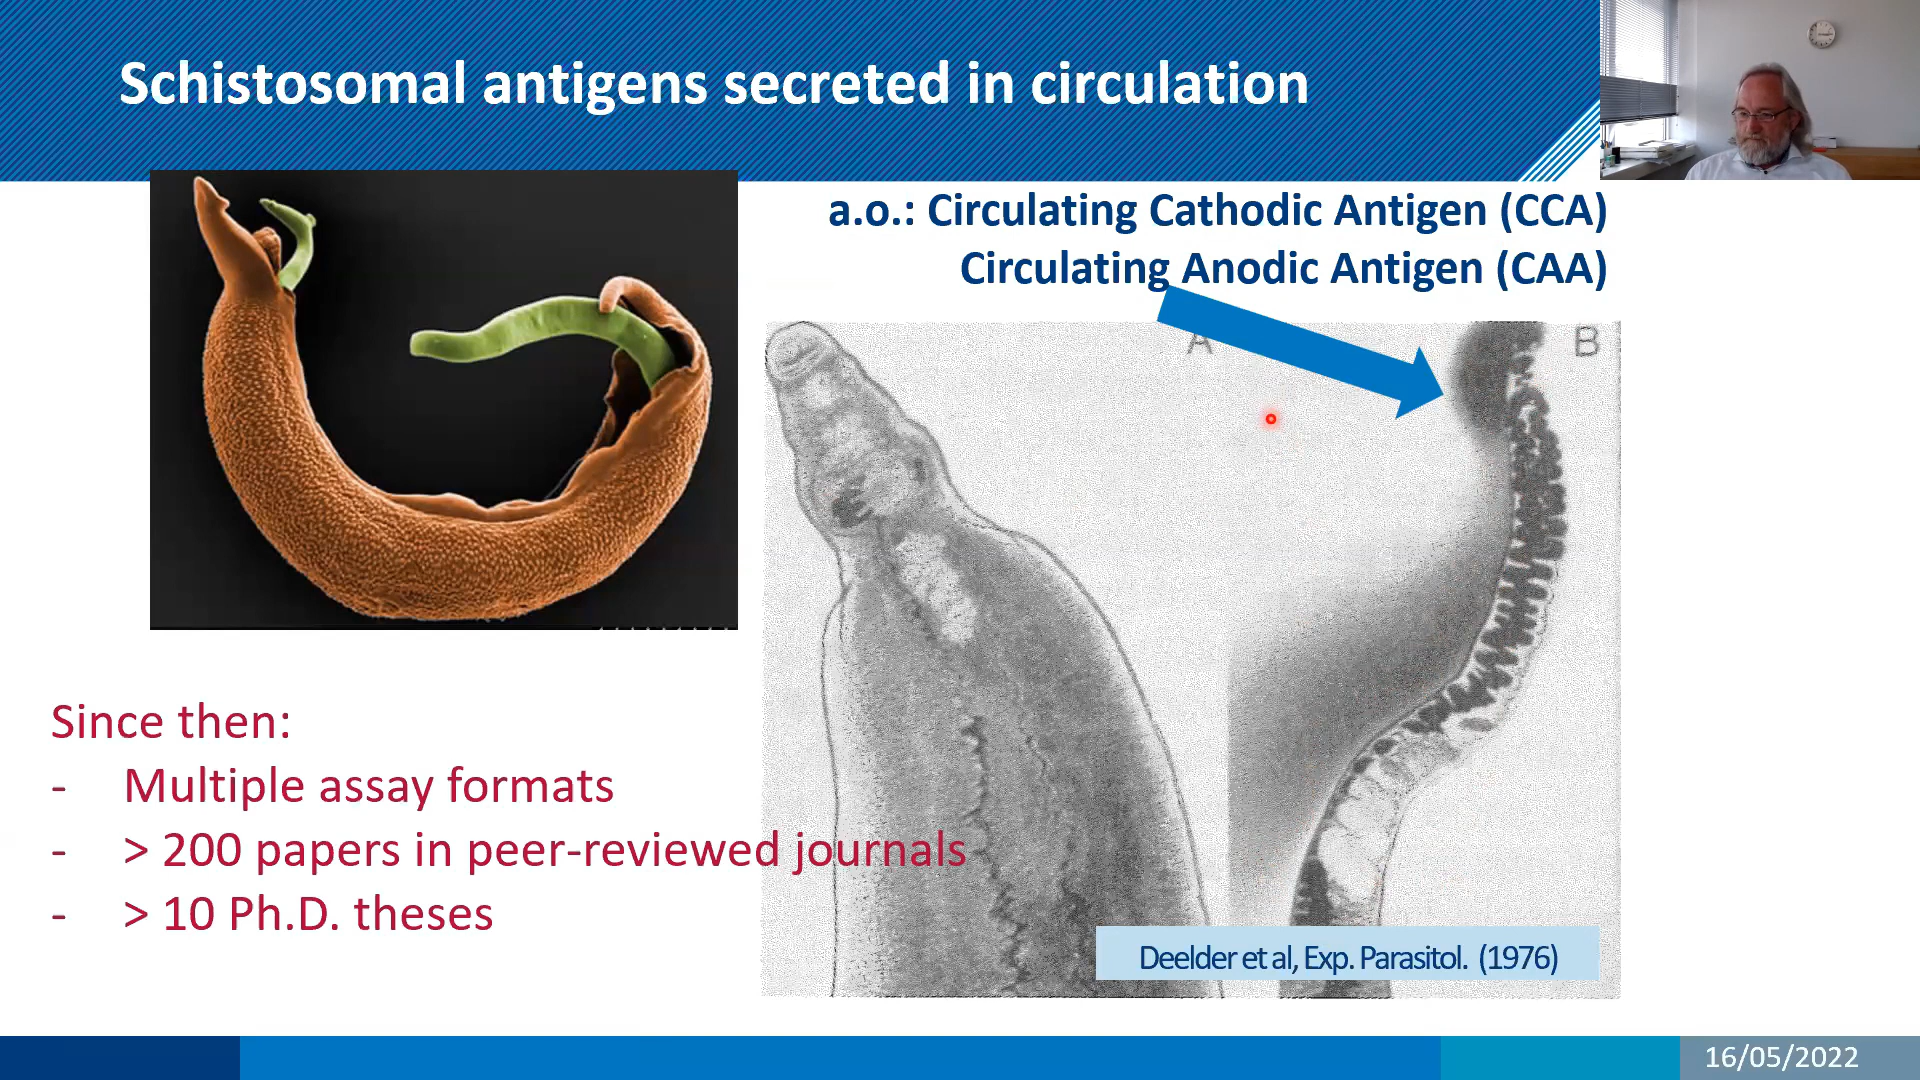 Schistosomal antigens secreted in circulation
a.o.: Circulating Cathodic Antigen (CCA)
Circulating Anodic Antigen (CAA)
A
B
Since then:
- Multiple assay formats
- > 200 papers in peer-reviewed journals
- > 10 Ph.D. theses
Deelder et al, Exp. Parasitol. (1976)
16/05/2022